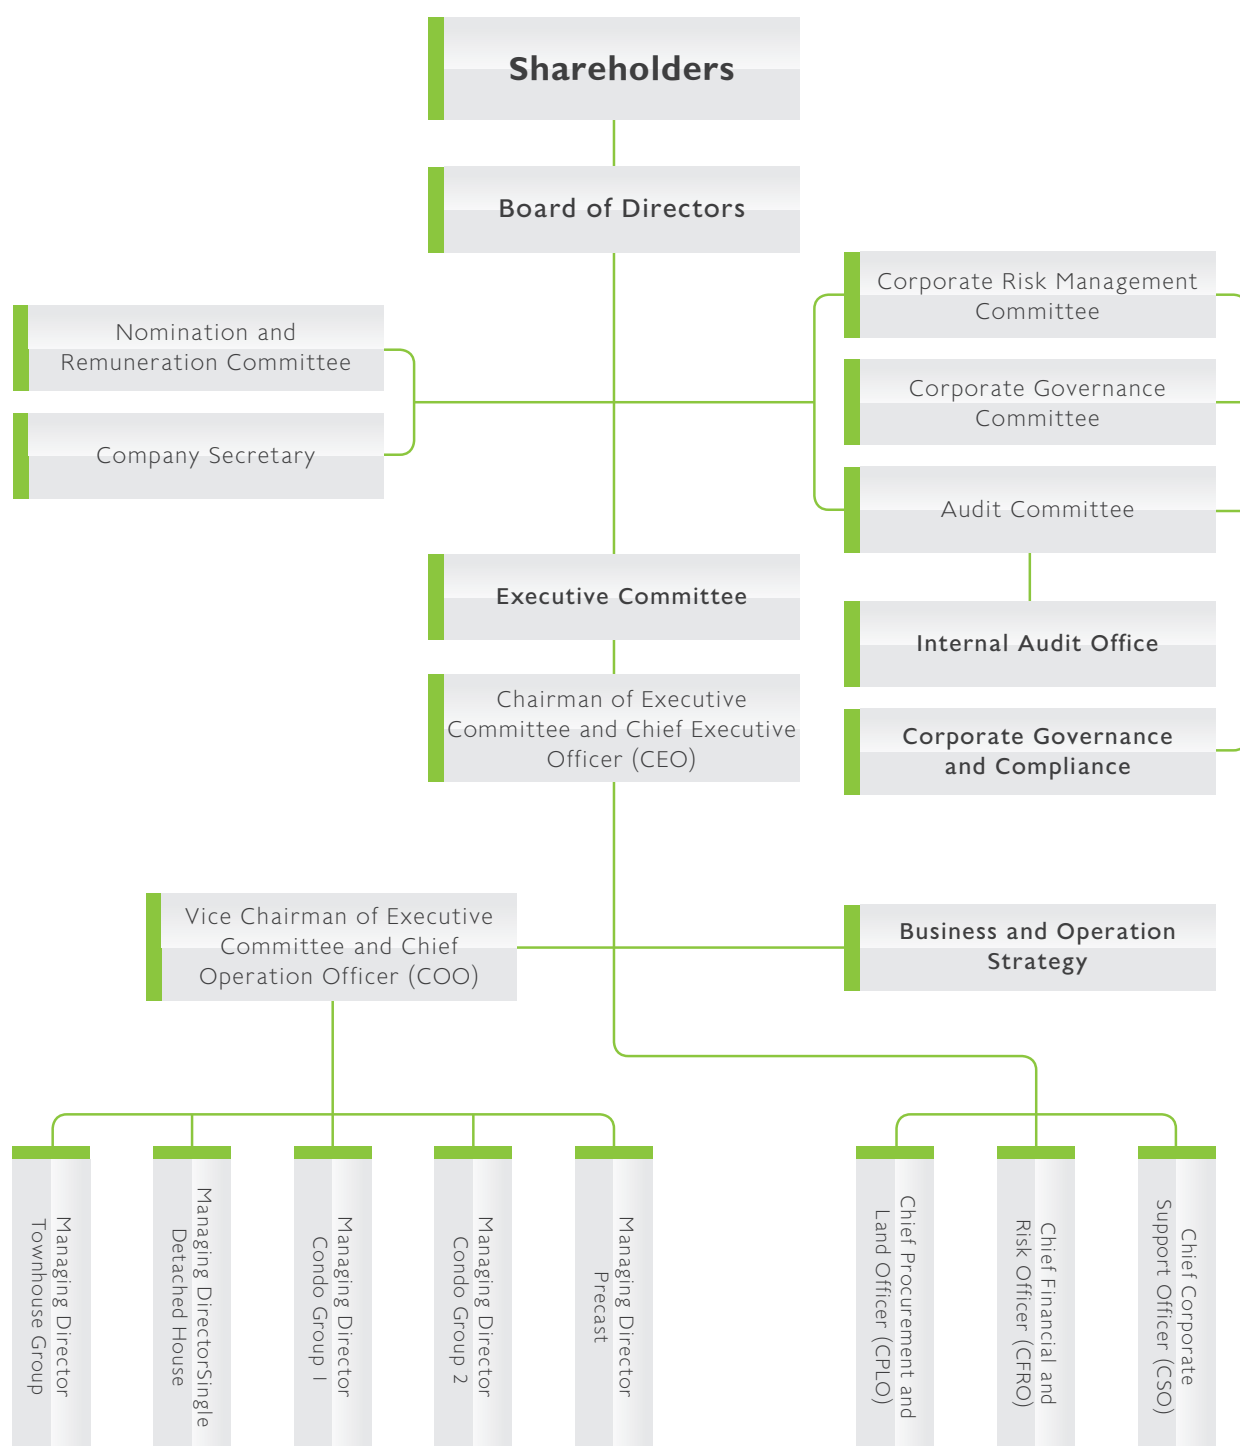 Shareholders
Board of Directors
Corporate Risk Management
Committee
Nomination and
Remuneration Committee
Corporate Governance
Committee
Company Secretary
Audit Committee
Executive Committee
Internal Audit Office
Chairman of Executive
Committee and Chief Executive
Officer (CEO)
Corporate Governance
and Compliance
Vice Chairman of Executive
Committee and Chief
Operation Officer (COO)
Business and Operation
Strategy
Managing Director
Townhouse Group
Managing DirectorSingle
Detached House
Managing Director
Condo Group 1
Managing Director
Condo Group 2
Managing Director
Precast
Chief Procurement and
Land Officer (CPLO)
Chief Financial and
Risk Officer (CFRO)
Chief Corporate
Support Officer (CSO)